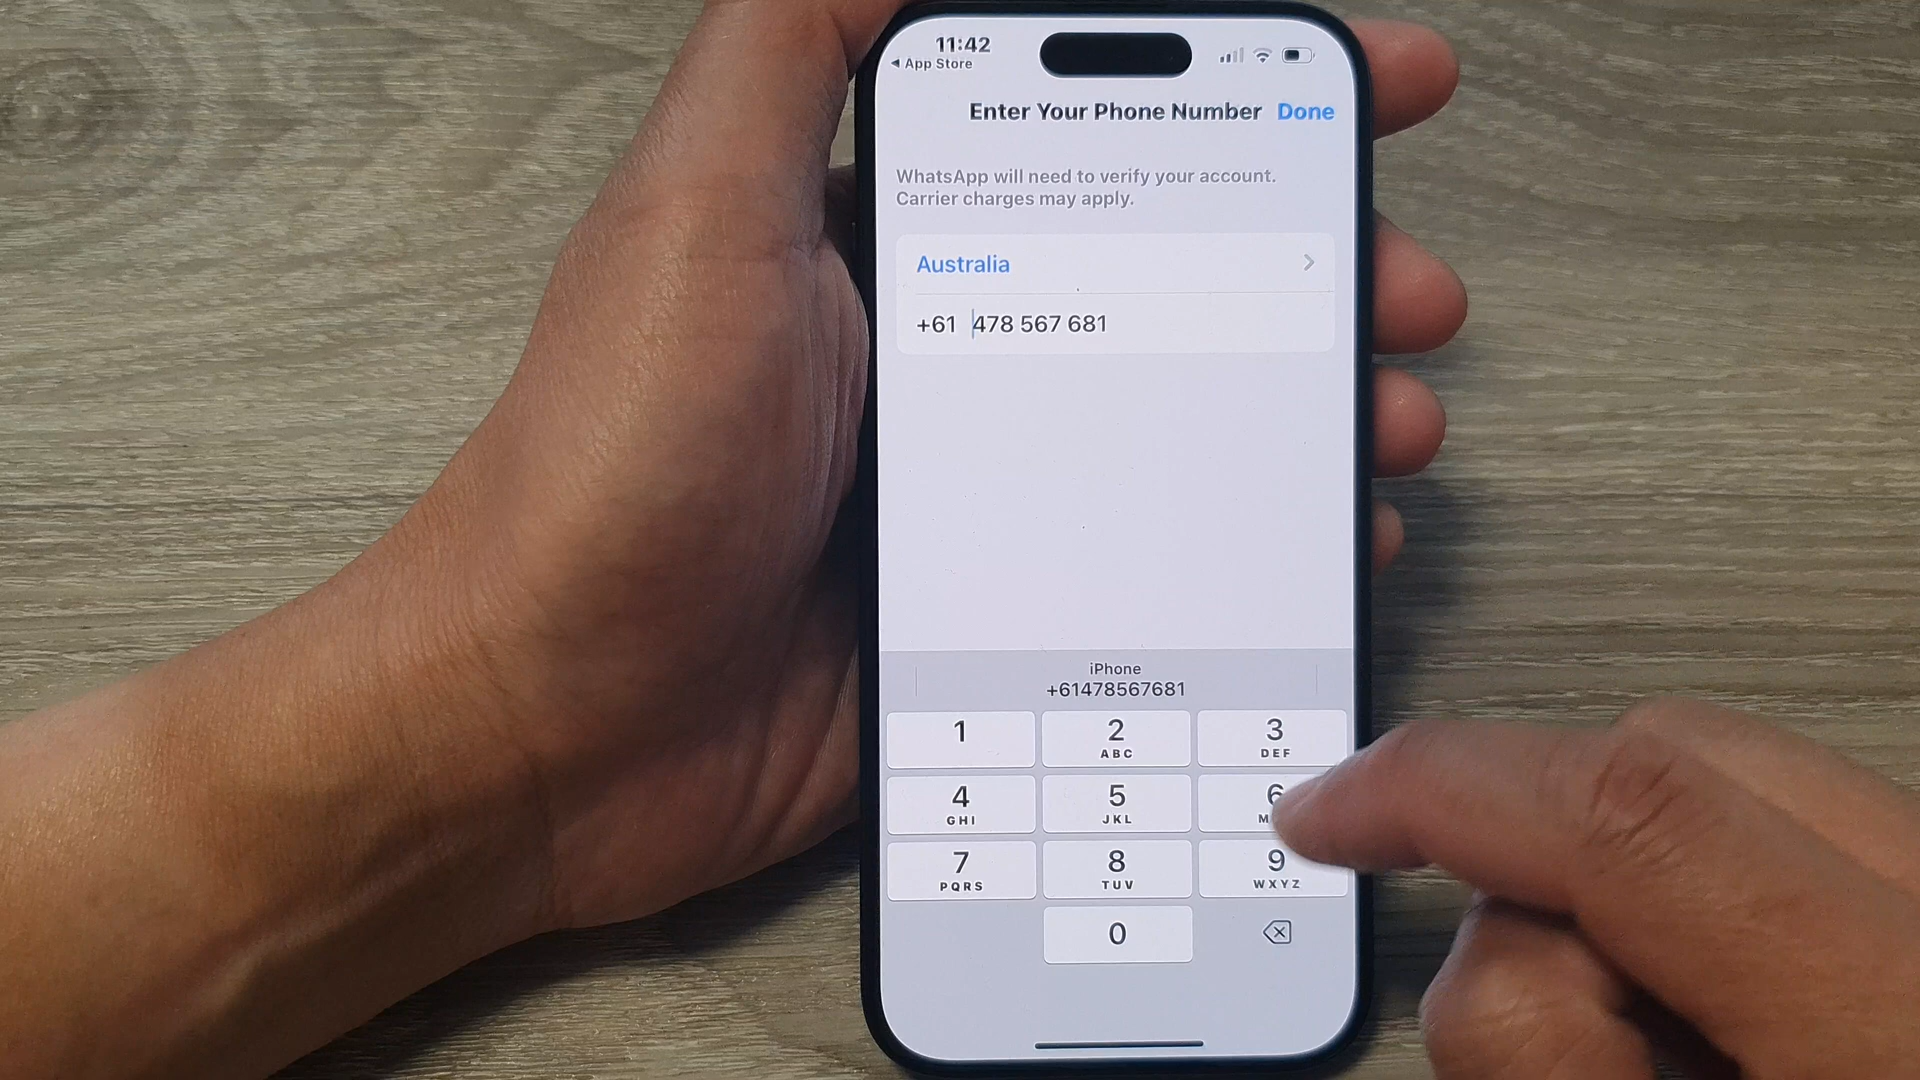 11:42
◀ App Store
Enter Your Phone Number Done
WhatsApp will need to verify your account.
Carrier charges may apply.
Australia
+61 478 567 681
iPhone
+61478567681
1 2 3
ABC DEF
4 5 6
GHI JKL M
7 8 9
PQRS TUV WXYZ
0